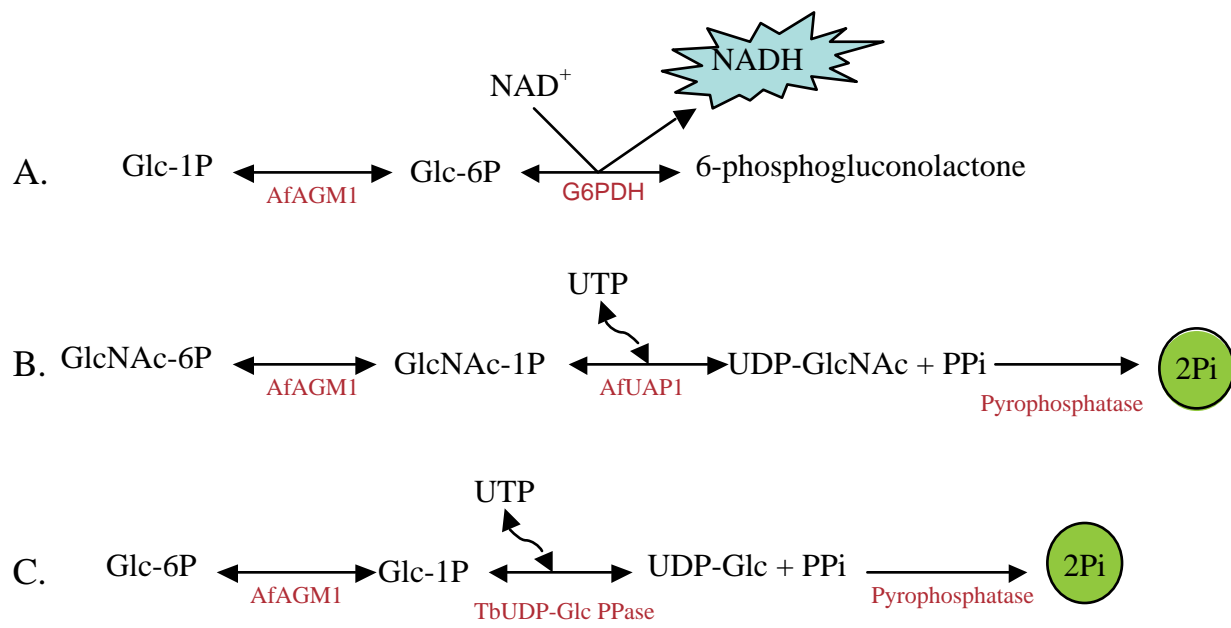 NADH
NAD⁺
A. Glc-1P Glc-6P 6-phosphogluconolactone
AfAGM1 G6PDH
UTP
B. GlcNAc-6P GlcNAc-1P UDP-GlcNAc + PPi 2Pi
AfAGM1 AfUAP1 Pyrophosphatase
UTP
C. Glc-6P Glc-1P UDP-Glc + PPi 2Pi
AfAGM1 TbUDP-Glc PPase Pyrophosphatase